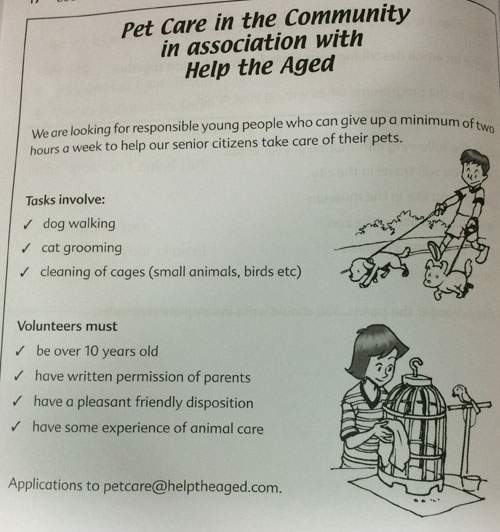 Pet Care in the Community
in association with
Help the Aged
We are looking for responsible young people who can give up a minimum of two
hours a week to help our senior citizens take care of their pets.
Tasks involve:
✓ dog walking
✓ cat grooming
✓ cleaning of cages (small animals, birds etc)
Volunteers must
✓ be over 10 years old
✓ have written permission of parents
✓ have a pleasant friendly disposition
✓ have some experience of animal care
Applications to petcare@helptheaged.com.